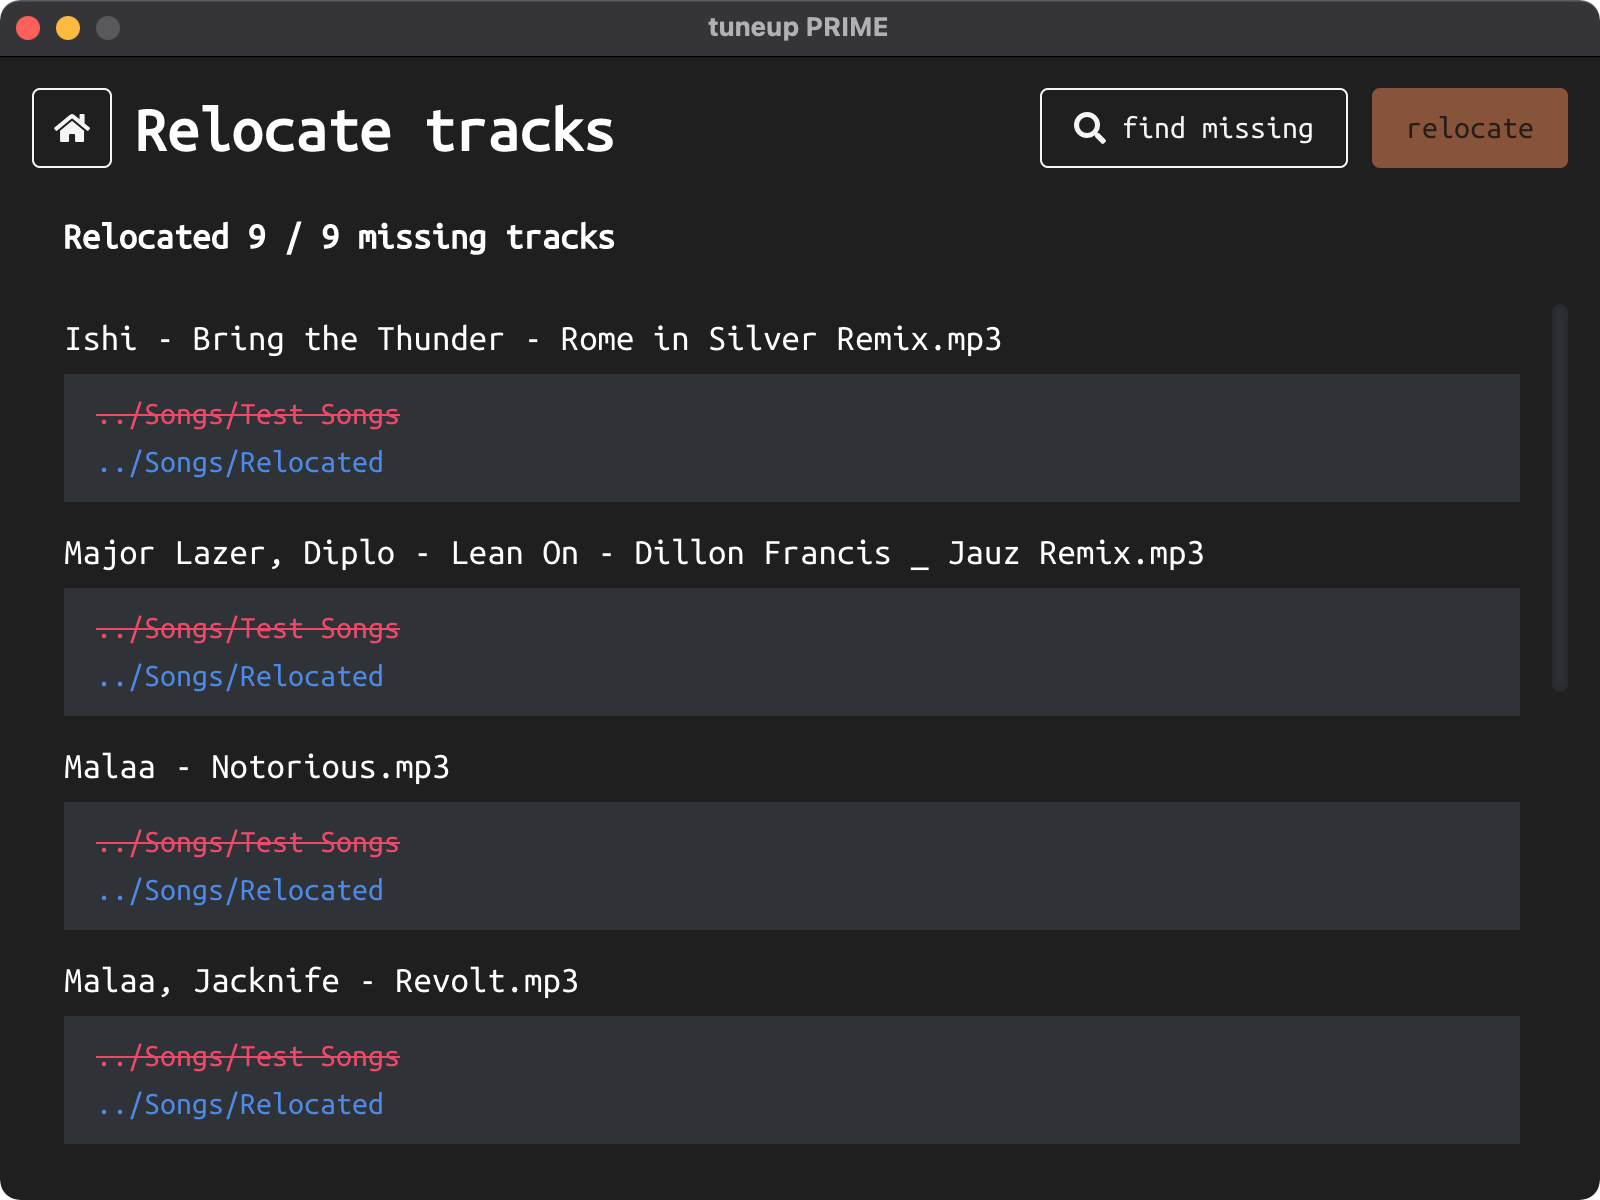 tuneup PRIME
Relocate tracks
find missing
relocate
Relocated 9 / 9 missing tracks
Ishi - Bring the Thunder - Rome in Silver Remix.mp3
../Songs/Test Songs
../Songs/Relocated
Major Lazer, Diplo - Lean On - Dillon Francis _ Jauz Remix.mp3
../Songs/Test Songs
../Songs/Relocated
Malaa - Notorious.mp3
../Songs/Test Songs
../Songs/Relocated
Malaa, Jacknife - Revolt.mp3
../Songs/Test Songs
../Songs/Relocated